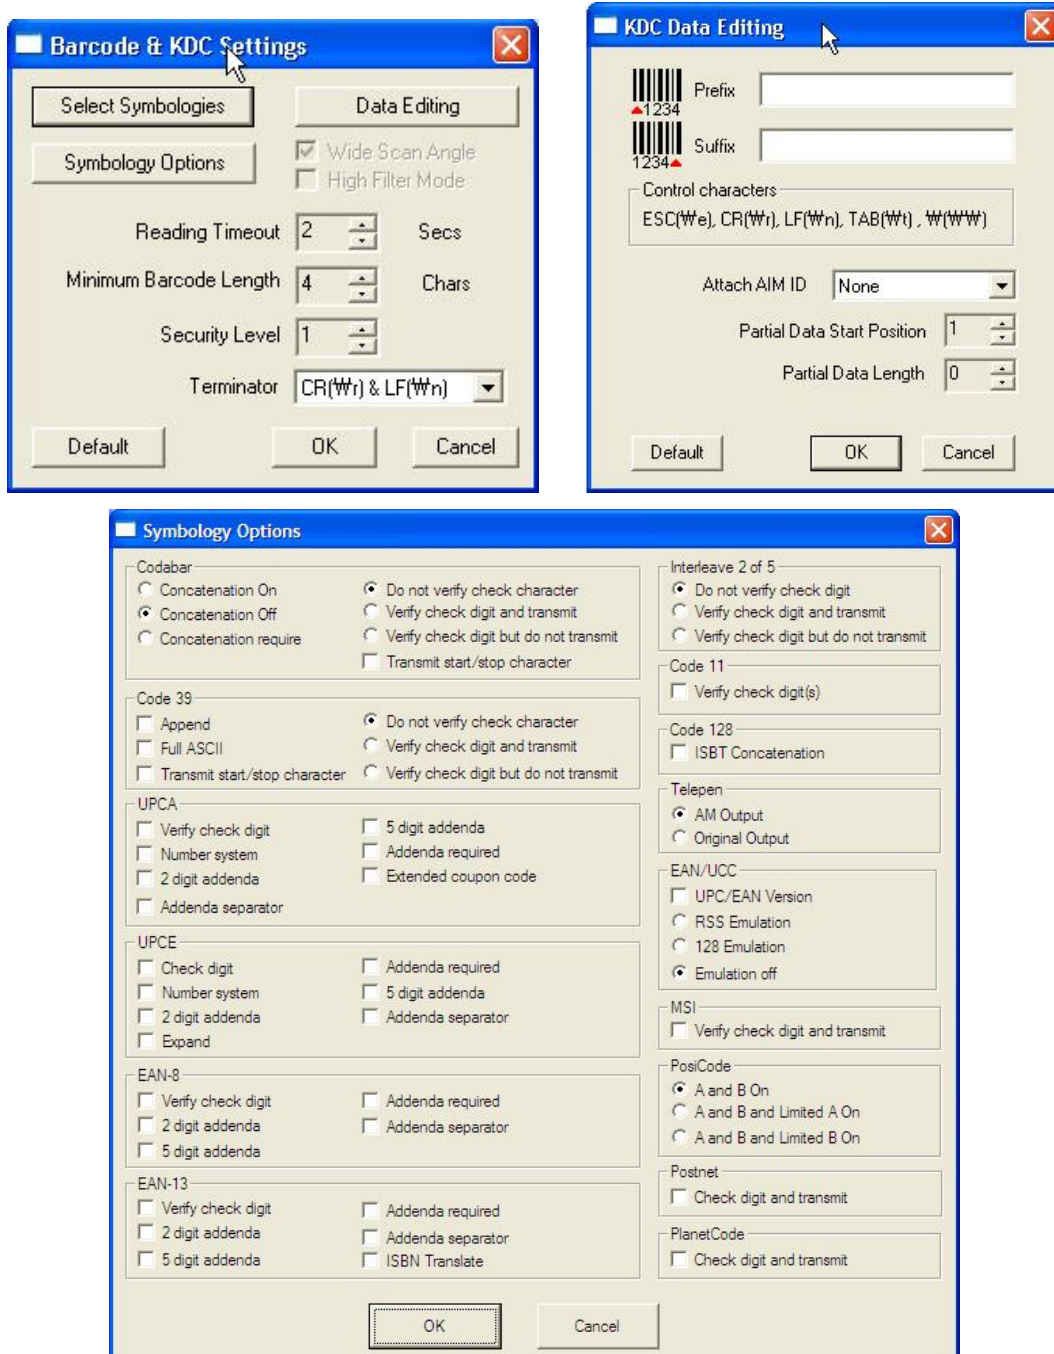 Barcode & KDC Settings
Select Symbologies
Data Editing
Symbology Options
Wide Scan Angle
High Filter Mode
Reading Timeout 2 Secs
Minimum Barcode Length 4 Chars
Security Level 1
Terminator CR(₩r) & LF(₩n)
Default OK Cancel
KDC Data Editing
1234 Prefix
1234 Suffix
Control characters
ESC(₩e), CR(₩r), LF(₩n), TAB(₩t) , ₩(₩₩)
Attach AIM ID None
Partial Data Start Position 1
Partial Data Length 0
Default OK Cancel
Symbology Options
Codabar
Concatenation On
Concatenation Off
Concatenation require
Do not verify check character
Verify check digit and transmit
Verify check digit but do not transmit
Transmit start/stop character
Code 39
Append
Full ASCII
Transmit start/stop character
Do not verify check character
Verify check digit and transmit
Verify check digit but do not transmit
UPCA
Verify check digit
Number system
2 digit addenda
Addenda separator
5 digit addenda
Addenda required
Extended coupon code
UPCE
Check digit
Number system
2 digit addenda
Expand
Addenda required
5 digit addenda
Addenda separator
EAN-8
Verify check digit
2 digit addenda
5 digit addenda
Addenda required
Addenda separator
EAN-13
Verify check digit
2 digit addenda
5 digit addenda
Addenda required
Addenda separator
ISBN Translate
Interleave 2 of 5
Do not verify check digit
Verify check digit and transmit
Verify check digit but do not transmit
Code 11
Verify check digit(s)
Code 128
ISBT Concatenation
Telepen
AM Output
Original Output
EAN/UCC
UPC/EAN Version
RSS Emulation
128 Emulation
Emulation off
MSI
Verify check digit and transmit
PosiCode
A and B On
A and B and Limited A On
A and B and Limited B On
Postnet
Check digit and transmit
PlanetCode
Check digit and transmit
OK Cancel